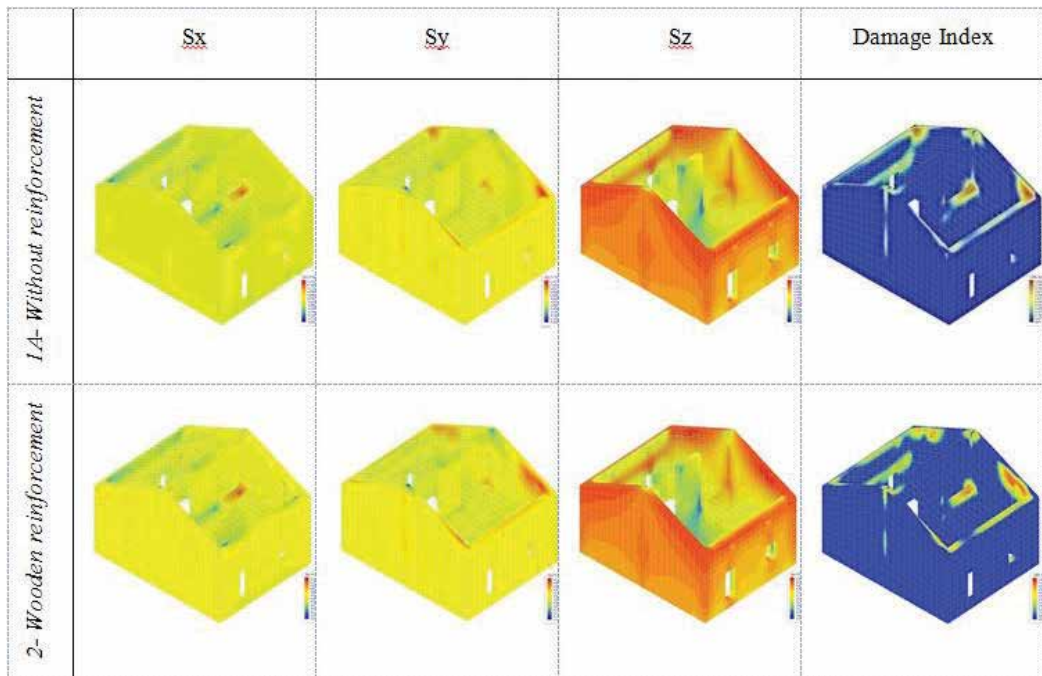 Sx
Sy
Sz
Damage Index
1A- Without reinforcement
2- Wooden reinforcement